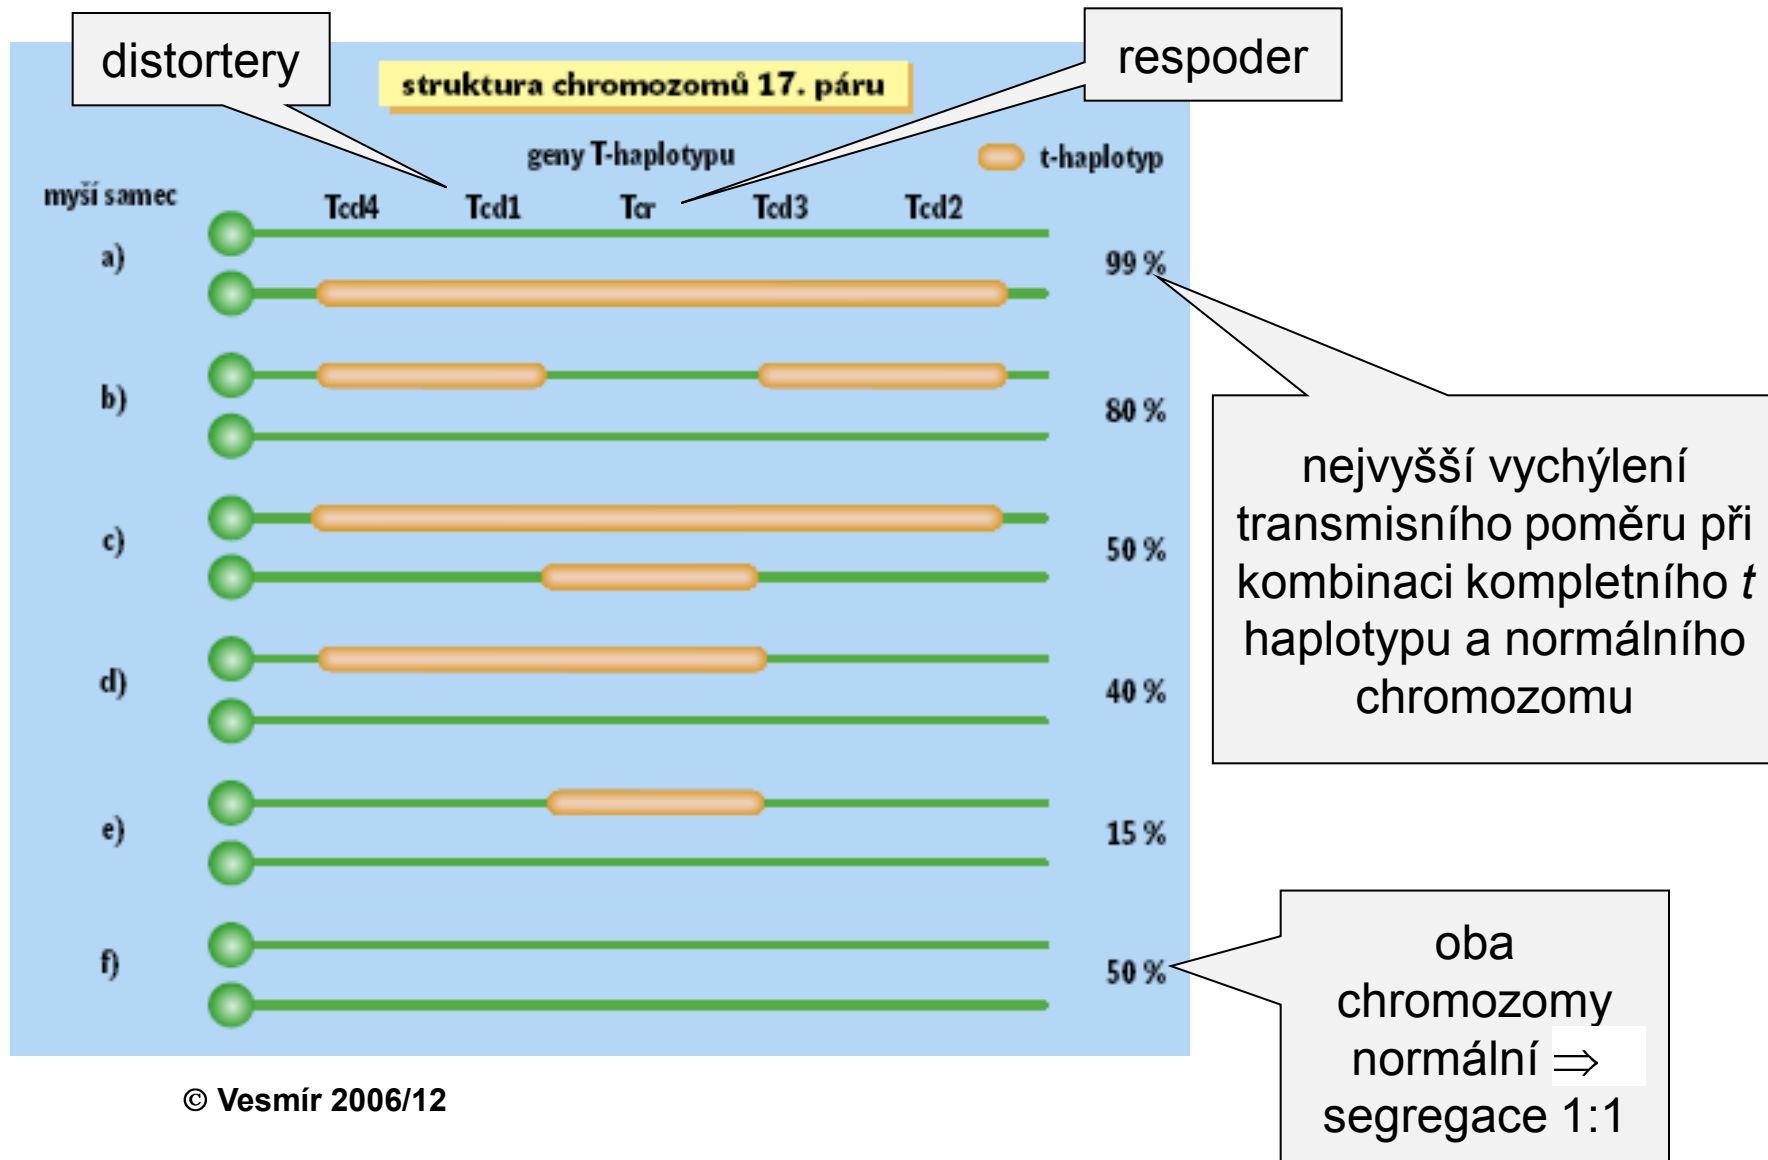 distortery
respoder
struktura chromozomů 17. páru
geny T-haplotypu
t-haplotyp
myší samec
Tcd4 Tcd1 Tcr Tcd3 Tcd2
a)
99 %
b)
80 %
c)
50 %
d)
40 %
e)
15 %
f)
50 %
nejvyšší vychýlení
transmisního poměru při
kombinaci kompletního t
haplotypu a normálního
chromozomu
oba
chromozomy
normální ⇒
segregace 1:1
© Vesmír 2006/12